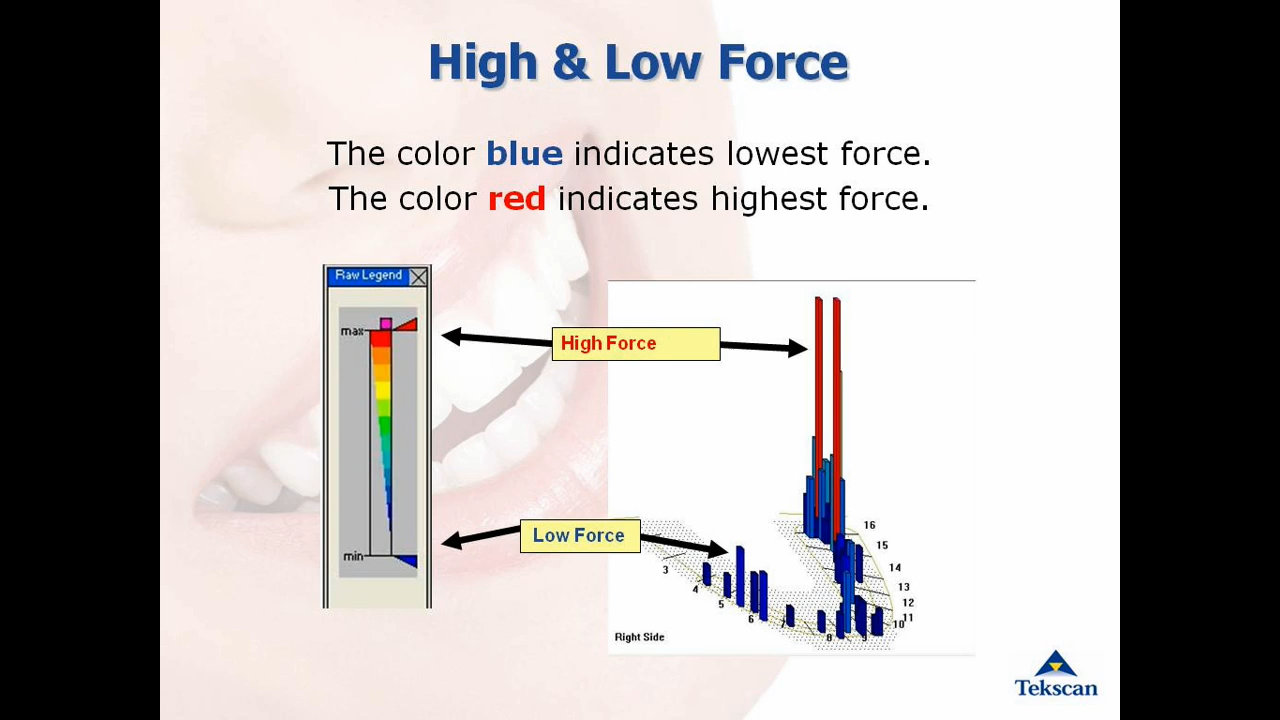 High & Low Force
The color blue indicates lowest force.
The color red indicates highest force.
Raw Legend
max
High Force
Low Force
min
16
15
14
13
12
11
10
9
8
7
6
5
4
3
Right Side
Tekscan